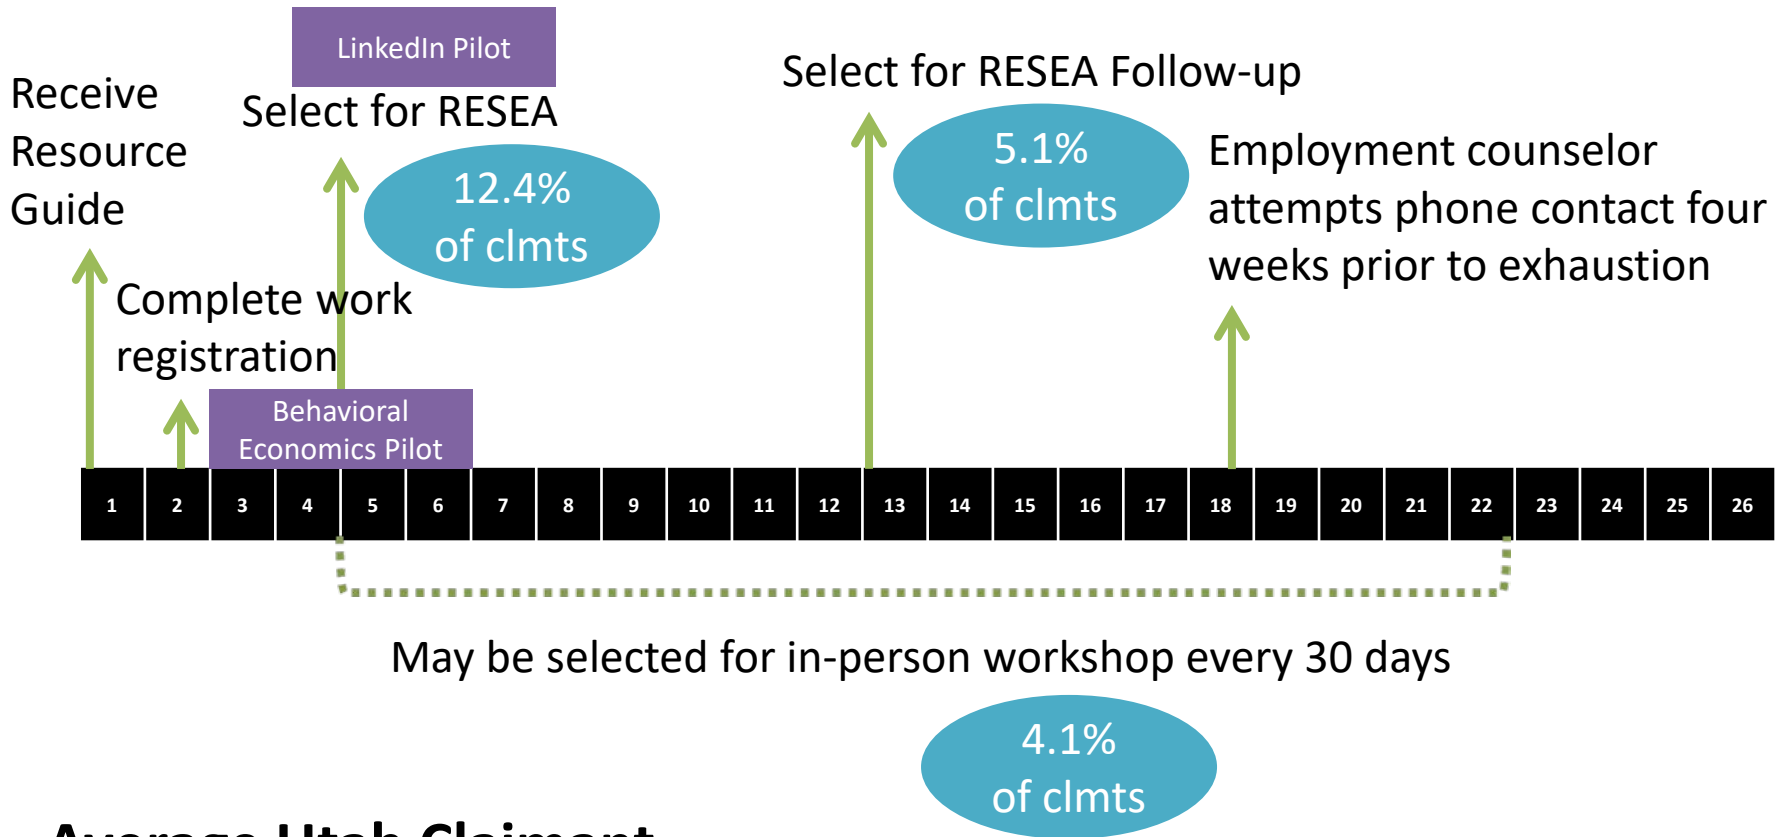 LinkedIn Pilot
Receive
Resource
Guide
Select for RESEA
12.4%
of clmts
Select for RESEA Follow-up
5.1%
of clmts
Employment counselor
attempts phone contact four
weeks prior to exhaustion
Complete work
registration
Behavioral
Economics Pilot
1 2 3 4 5 6 7 8 9 10 11 12 13 14 15 16 17 18 19 20 21 22 23 24 25 26
May be selected for in-person workshop every 30 days
4.1%
of clmts
Average Utah Claimant